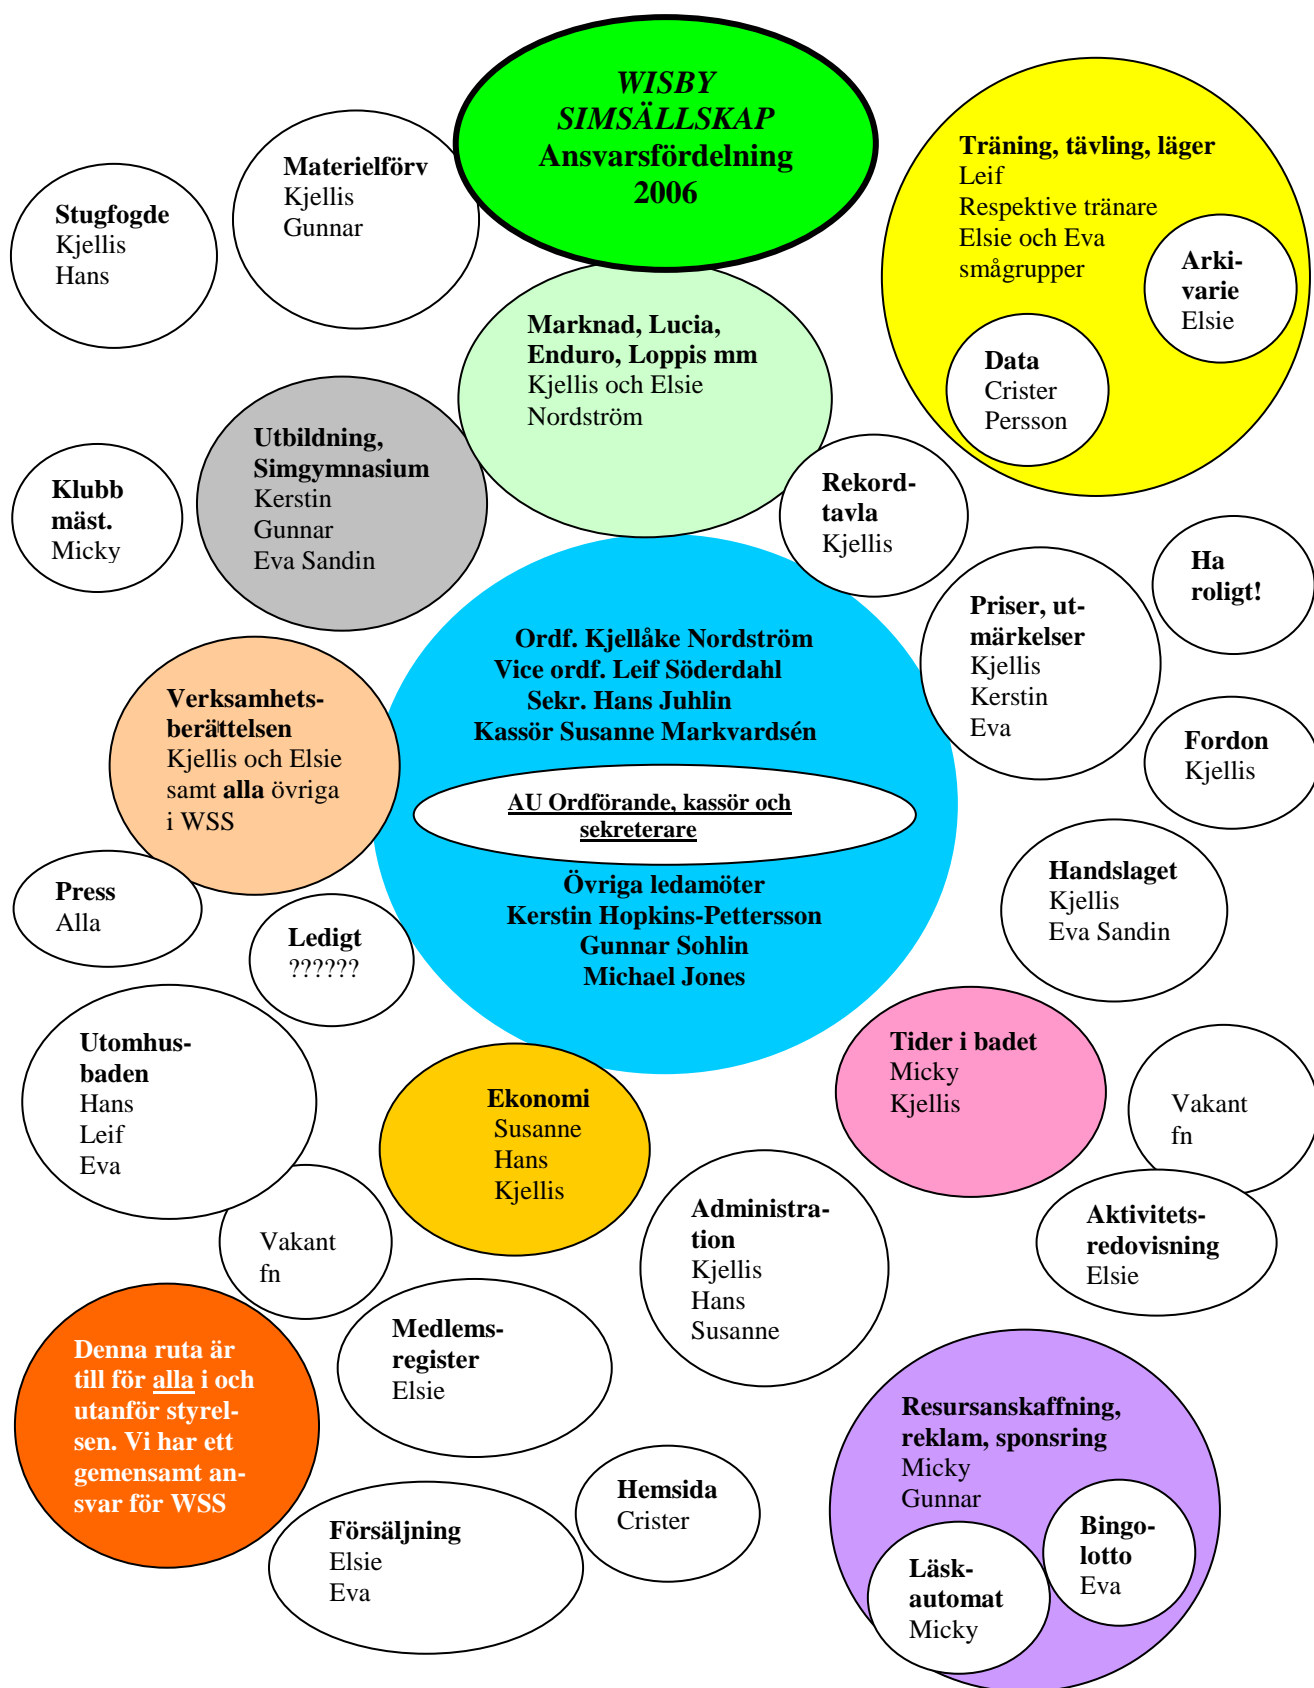 WISBY
SIMSÄLLSKAP
Ansvarsfördelning
2006
Materielförv
Kjellis
Gunnar
Stugfogde
Kjellis
Hans
Träning, tävling, läger
Leif
Respektive tränare
Elsie och Eva
smågrupper
Arki-
varie
Elsie
Data
Crister
Persson
Marknad, Lucia,
Enduro, Loppis mm
Kjellis och Elsie
Nordström
Utbildning,
Simgymnasium
Kerstin
Gunnar
Eva Sandin
Klubb
mäst.
Micky
Rekord-
tavla
Kjellis
Ha
roligt!
Priser, ut-
märkelser
Kjellis
Kerstin
Eva
Ordf. Kjellåke Nordström
Vice ordf. Leif Söderdahl
Sekr. Hans Juhlin
Kassör Susanne Markvardsén
AU Ordförande, kassör och
sekreterare
Övriga ledamöter
Kerstin Hopkins-Pettersson
Gunnar Sohlin
Michael Jones
Verksamhets-
berättelsen
Kjellis och Elsie
samt alla övriga
i WSS
Fordon
Kjellis
Handslaget
Kjellis
Eva Sandin
Press
Alla
Ledigt
??????
Utomhus-
baden
Hans
Leif
Eva
Ekonomi
Susanne
Hans
Kjellis
Tider i badet
Micky
Kjellis
Vakant
fn
Aktivitets-
redovisning
Elsie
Administra-
tion
Kjellis
Hans
Susanne
Vakant
fn
Medlems-
register
Elsie
Denna ruta är
till för alla i och
utanför styrel-
sen. Vi har ett
gemensamt an-
svar för WSS
Försäljning
Elsie
Eva
Hemsida
Crister
Resursanskaffning,
reklam, sponsring
Micky
Gunnar
Bingo-
lotto
Eva
Läsk-
automat
Micky